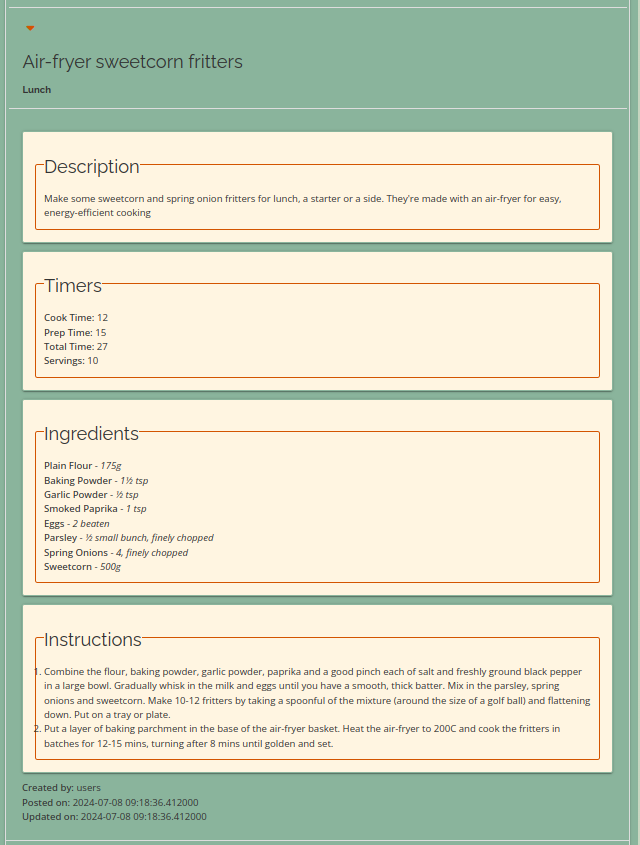 Air-fryer sweetcorn fritters
Lunch
Description
Make some sweetcorn and spring onion fritters for lunch, a starter or a side. They're made with an air-fryer for easy,
energy-efficient cooking
Timers
Cook Time: 12
Prep Time: 15
Total Time: 27
Servings: 10
Ingredients
Plain Flour - 175g
Baking Powder - 1½ tsp
Garlic Powder - ½ tsp
Smoked Paprika - 1 tsp
Eggs - 2 beaten
Parsley - ½ small bunch, finely chopped
Spring Onions - 4, finely chopped
Sweetcorn - 500g
Instructions
1. Combine the flour, baking powder, garlic powder, paprika and a good pinch each of salt and freshly ground black pepper
in a large bowl. Gradually whisk in the milk and eggs until you have a smooth, thick batter. Mix in the parsley, spring
onions and sweetcorn. Make 10-12 fritters by taking a spoonful of the mixture (around the size of a golf ball) and flattening
down. Put on a tray or plate.
2. Put a layer of baking parchment in the base of the air-fryer basket. Heat the air-fryer to 200C and cook the fritters in
batches for 12-15 mins, turning after 8 mins until golden and set.
Created by: users
Posted on: 2024-07-08 09:18:36.412000
Updated on: 2024-07-08 09:18:36.412000